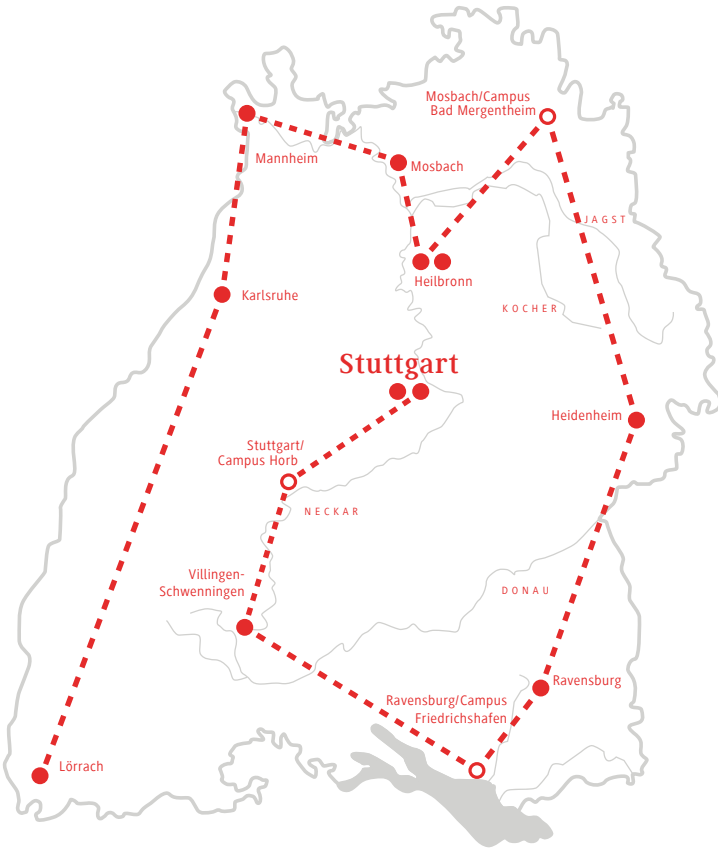 Mosbach/Campus
Bad Mergentheim
Mannheim
Mosbach
JAGST
Heilbronn
Karlsruhe
KOCHER
Stuttgart
Heidenheim
Stuttgart/
Campus Horb
NECKAR
Villingen-
Schwenningen
DONAU
Ravensburg
Ravensburg/Campus
Friedrichshafen
Lörrach